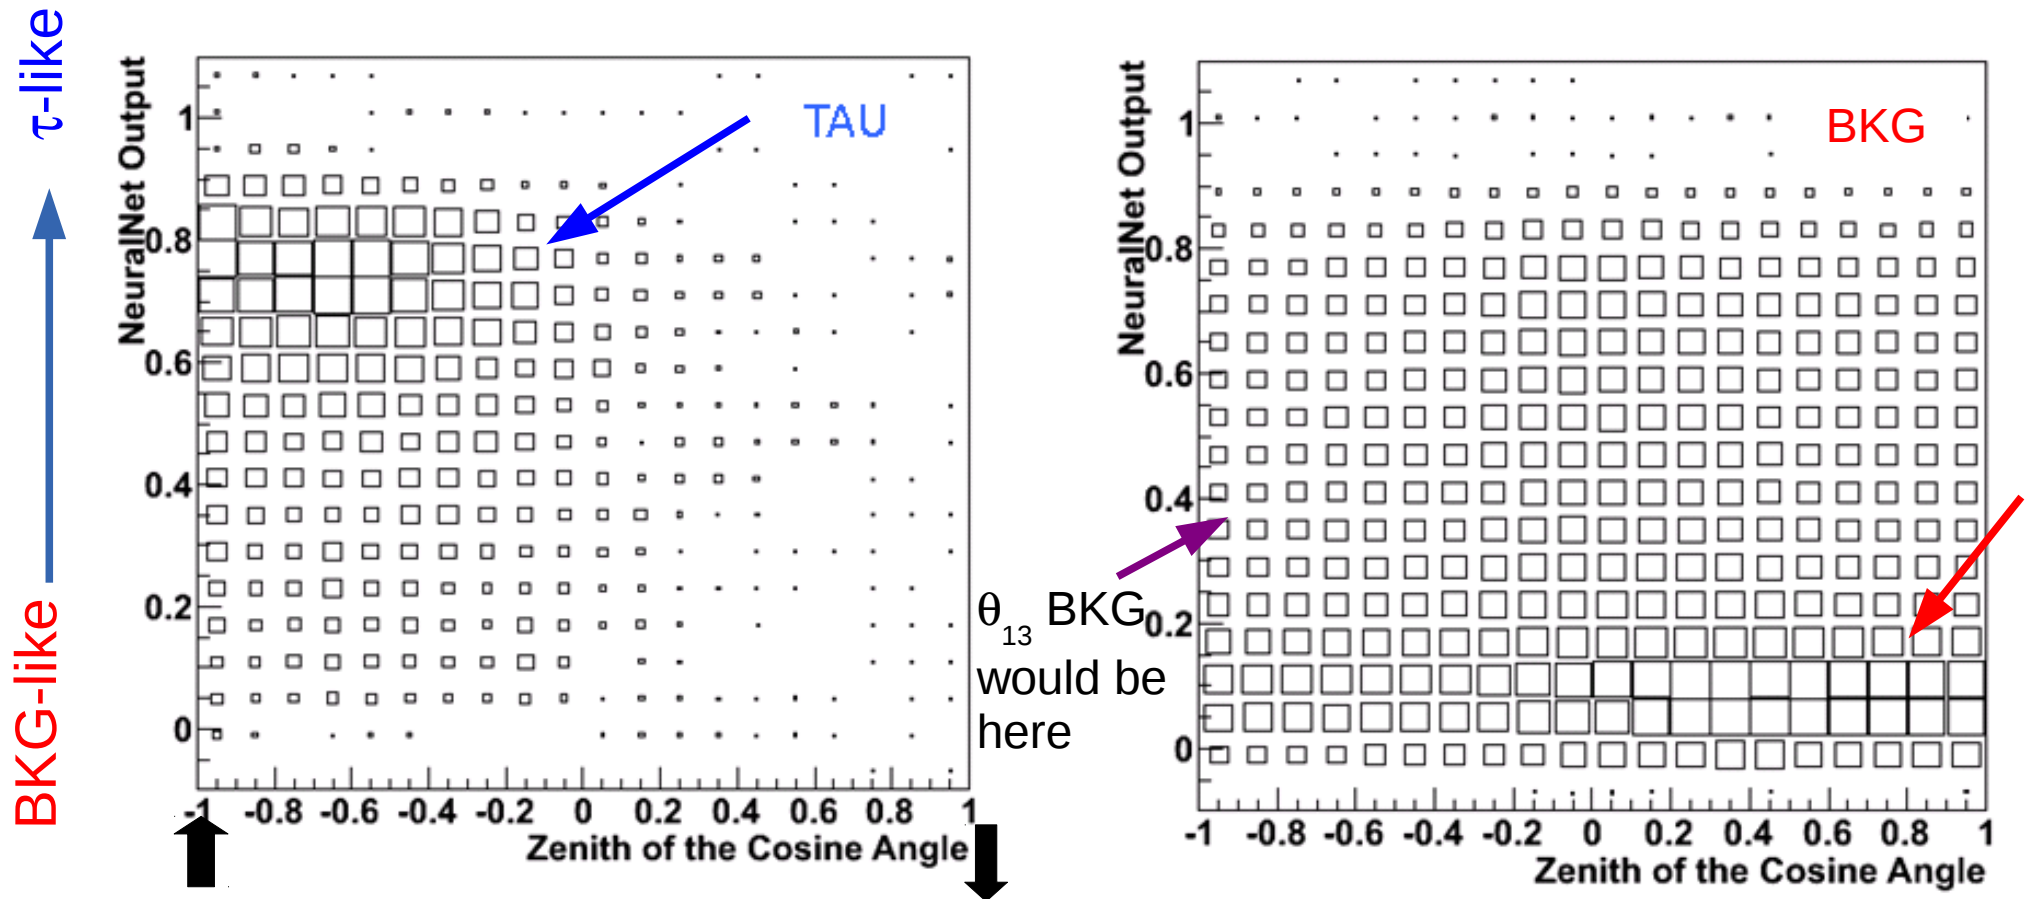 τ-like
BKG-like
NeuralNet Output
TAU
1
0.8
0.6
0.4
0.2
0
-1 -0.8 -0.6 -0.4 -0.2 0 0.2 0.4 0.6 0.8 1
Zenith of the Cosine Angle
θ13 BKG
would be
here
NeuralNet Output
BKG
1
0.8
0.6
0.4
0.2
0
-1 -0.8 -0.6 -0.4 -0.2 0 0.2 0.4 0.6 0.8 1
Zenith of the Cosine Angle